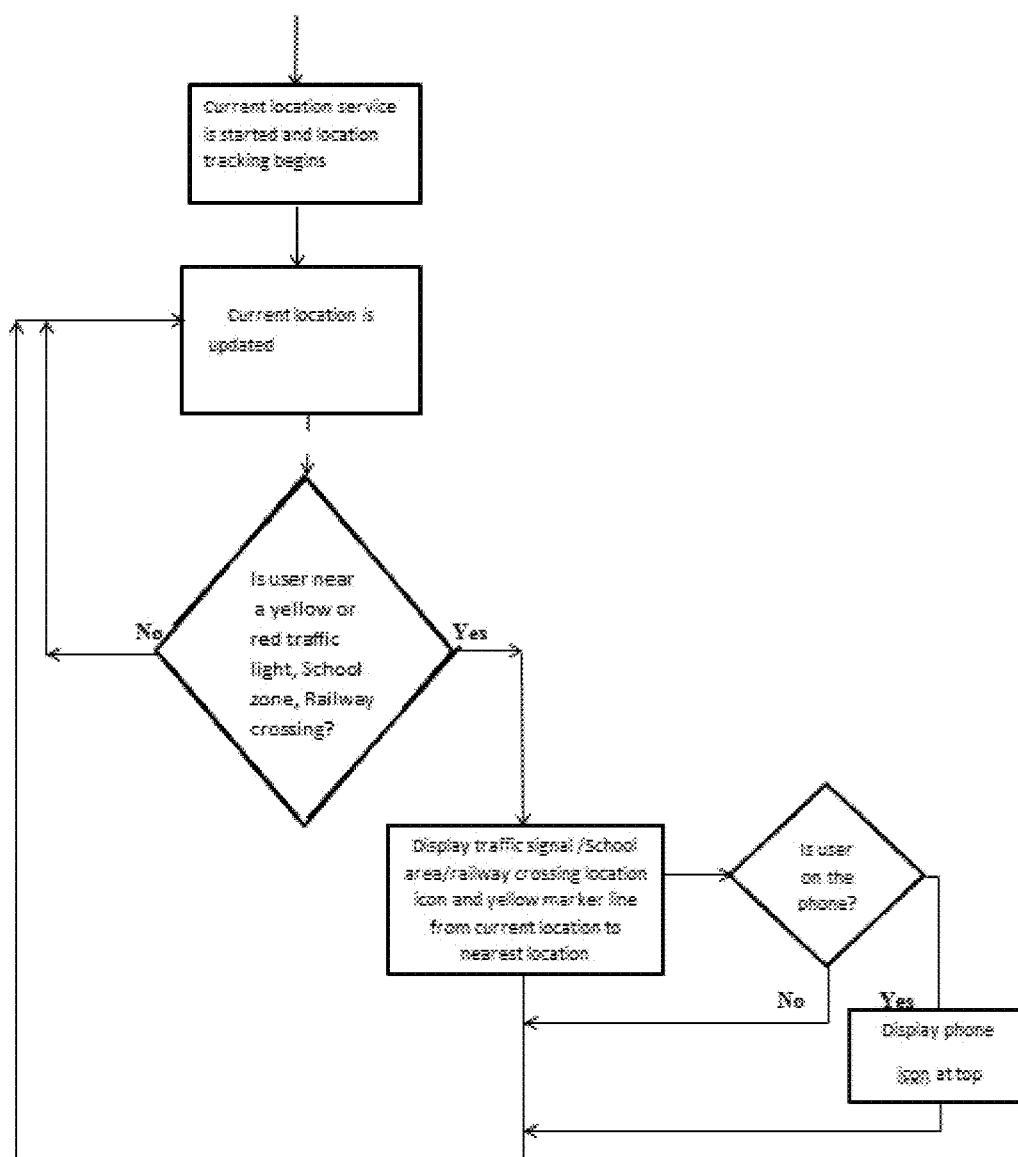 Current location service
is started and location
tracking begins
Current location is
updated
Is user near
a yellow or
red traffic
light, School
zone, Railway
crossing?
No
Yes
Display traffic signal /School
area/railway crossing location
icon and yellow marker line
from current location to
nearest location
Is user
on the
phone?
No
Yes
Display phone
icon at top